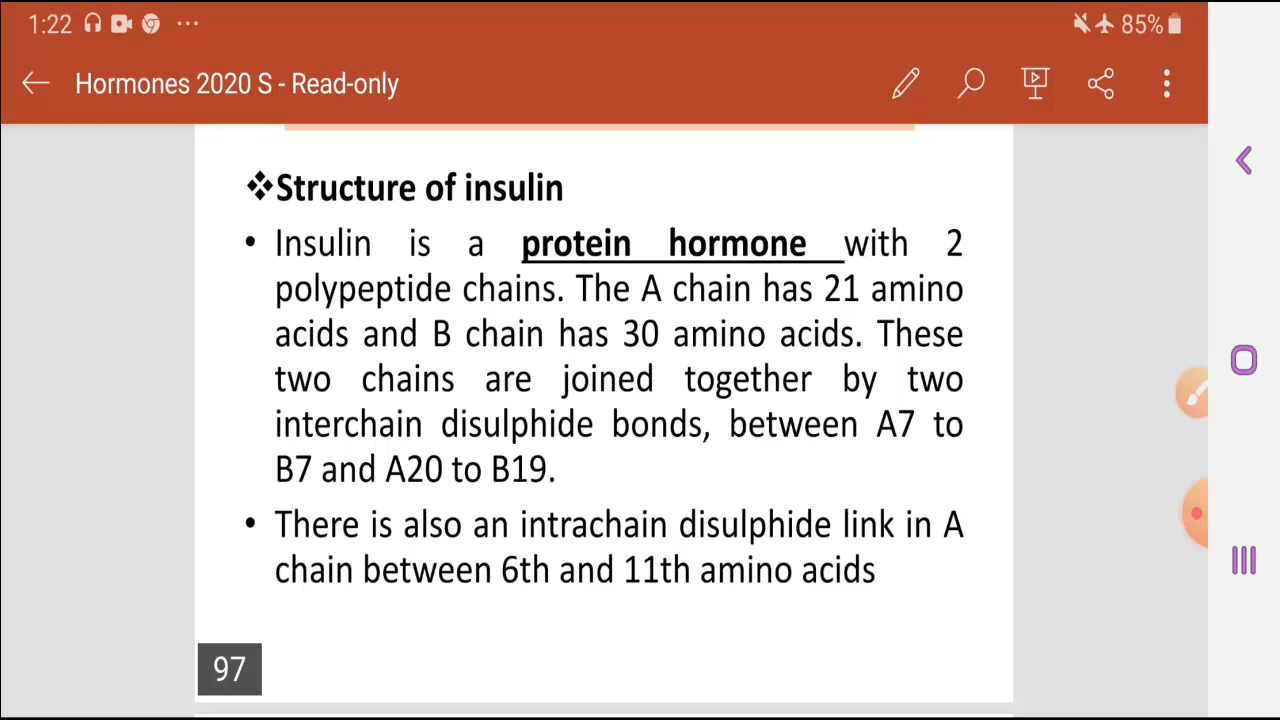 1:22 ... 85%
Hormones 2020 S - Read-only
❖Structure of insulin
• Insulin is a protein hormone with 2
polypeptide chains. The A chain has 21 amino
acids and B chain has 30 amino acids. These
two chains are joined together by two
interchain disulphide bonds, between A7 to
B7 and A20 to B19.
• There is also an intrachain disulphide link in A
chain between 6th and 11th amino acids
97